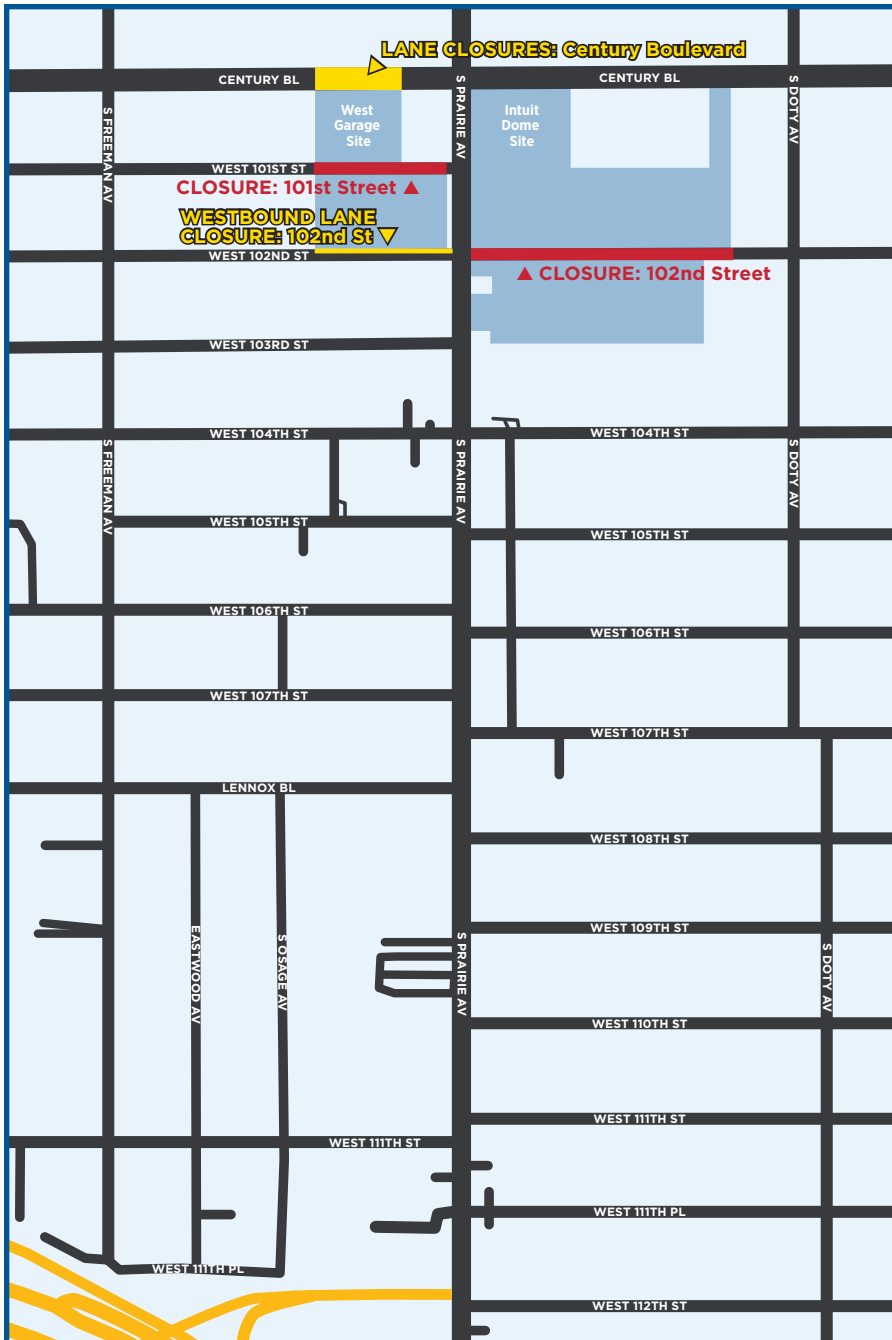 LANE CLOSURES: Century Boulevard
CENTURY BL
CENTURY BL
S FREEMAN AV
S PRAIRIE AV
S DOTY AV
West
Garage
Site
Intuit
Dome
Site
WEST 101ST ST
CLOSURE: 101st Street ▲
WESTBOUND LANE
CLOSURE: 102nd St ▼
WEST 102ND ST
▲ CLOSURE: 102nd Street
WEST 103RD ST
WEST 104TH ST
WEST 104TH ST
S FREEMAN AV
S PRAIRIE AV
S DOTY AV
WEST 105TH ST
WEST 105TH ST
WEST 106TH ST
WEST 106TH ST
WEST 107TH ST
WEST 107TH ST
LENNOX BL
WEST 108TH ST
WEST 109TH ST
EASTWOOD AV
S OSAGE AV
S PRAIRIE AV
S DOTY AV
WEST 110TH ST
WEST 111TH ST
WEST 111TH ST
WEST 111TH PL
WEST 111TH PL
WEST 112TH ST